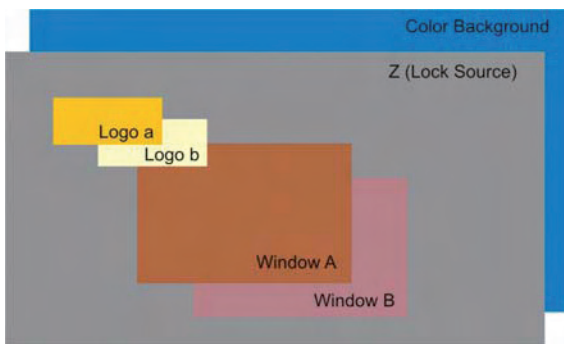 Color Background
Z (Lock Source)
Logo a
Logo b
Window A
Window B